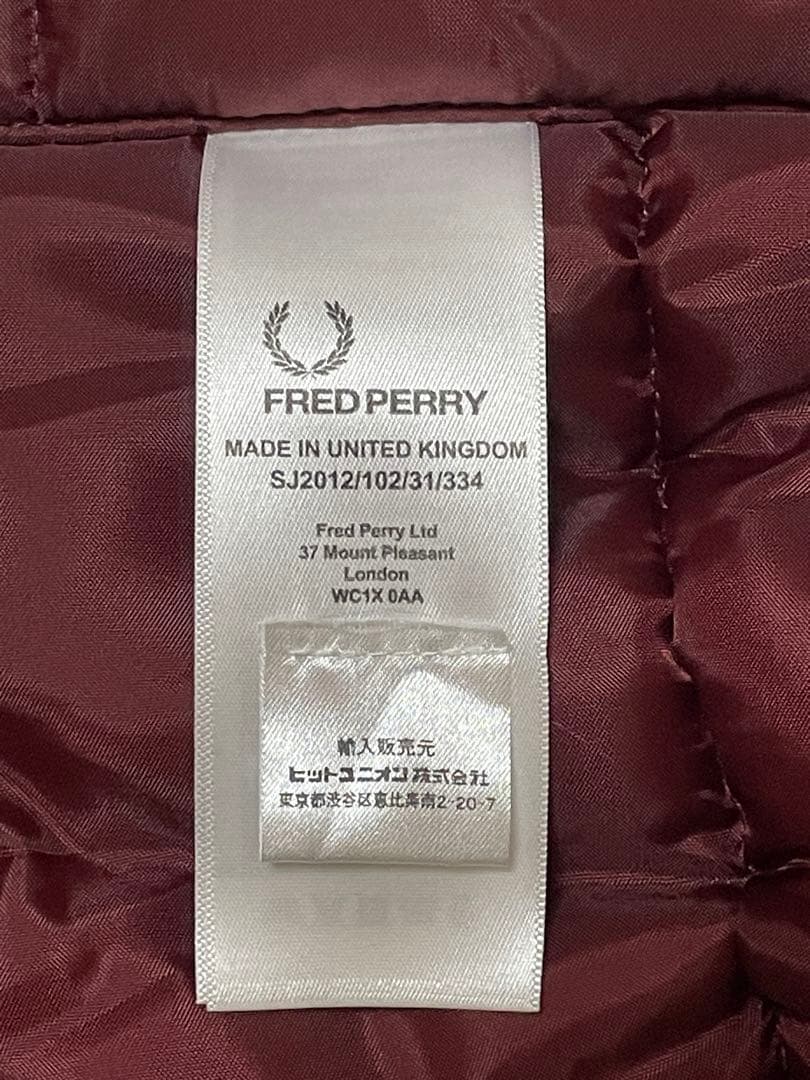 FRED PERRY
MADE IN UNITED KINGDOM
SJ2012/102/31/334
Fred Perry Ltd
37 Mount Pleasant
London
WC1X 0AA
輸入販売元
ヒットユニオン株式会社
東京都渋谷区恵比寿南2-20-7